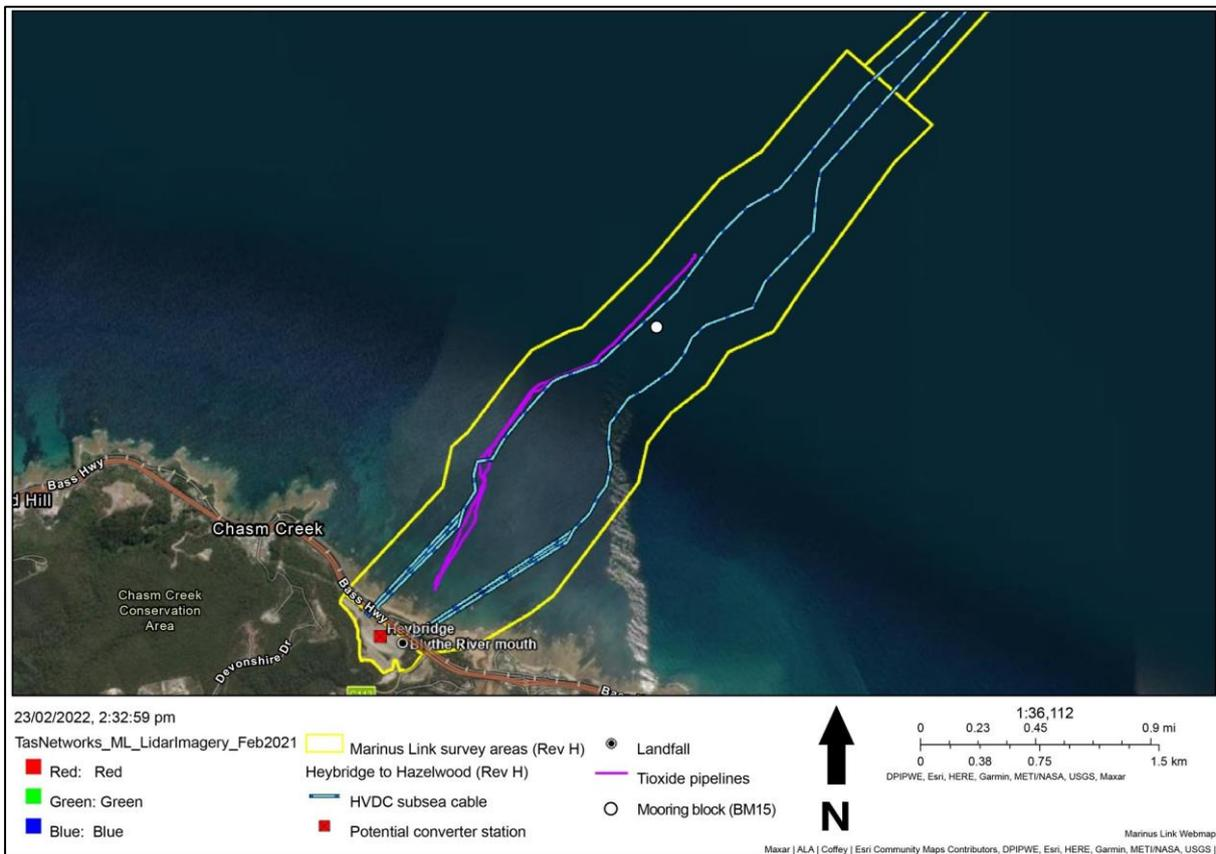 Bass Hwy
d Hill
Chasm Creek
Chasm Creek
Conservation
Area
Bass Hwy
Heybridge
Blythe River mouth
Devonshire Dr
23/02/2022, 2:32:59 pm
TasNetworks_ML_LidarImagery_Feb2021
Red: Red
Green: Green
Blue: Blue
Marinus Link survey areas (Rev H)
Heybridge to Hazelwood (Rev H)
HVDC subsea cable
Potential converter station
Landfall
Tioxide pipelines
Mooring block (BM15)
N
1:36,112
0 0.23 0.45 0.9 mi
0 0.38 0.75 1.5 km
DPIPWE, Esri, HERE, Garmin, METI/NASA, USGS, Maxar
Marinus Link Webmap
Maxar | ALA | Coffey | Esri Community Maps Contributors, DPIPWE, Esri, HERE, Garmin, METI/NASA, USGS |